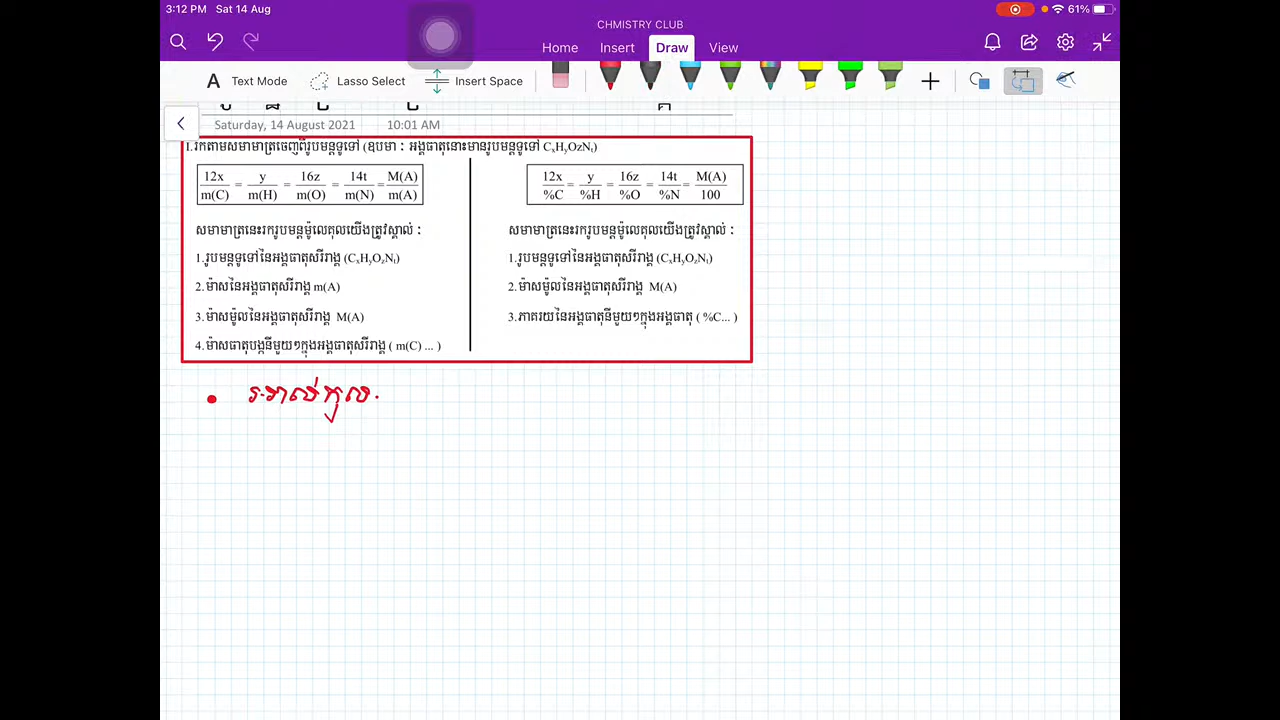 3:12 PM Sat 14 Aug
61%
CHMISTRY CLUB
Home Insert Draw View
Text Mode Lasso Select Insert Space
Saturday, 14 August 2021 10:01 AM
I.រកតាមសមាមាត្រចេញពីរូបមន្តទូទៅ (ឧបមា : អង្គធាតុនោះមានរូបមន្តទូទៅ CxHyOzNt)
12x/m(C) = y/m(H) = 16z/m(O) = 14t/m(N) = M(A)/m(A)
12x/%C = y/%H = 16z/%O = 14t/%N = M(A)/100
សមាមាត្រនេះរករូបមន្តម៉ូលេគុលយើងត្រូវស្គាល់ :
1.រូបមន្តទូទៅនៃអង្គធាតុសរីរាង្គ (CxHyOzNt)
2.ម៉ាសនៃអង្គធាតុសរីរាង្គ m(A)
3.ម៉ាសម៉ូលនៃអង្គធាតុសរីរាង្គ M(A)
4.ម៉ាសធាតុបង្កនីមួយៗក្នុងអង្គធាតុសរីរាង្គ ( m(C) ... )
សមាមាត្រនេះរករូបមន្តម៉ូលេគុលយើងត្រូវស្គាល់ :
1.រូបមន្តទូទៅនៃអង្គធាតុសរីរាង្គ (CxHyOzNt)
2.ម៉ាសម៉ូលនៃអង្គធាតុសរីរាង្គ M(A)
3.ភាគរយនៃអង្គធាតុនីមួយៗក្នុងអង្គធាតុ ( %C... )